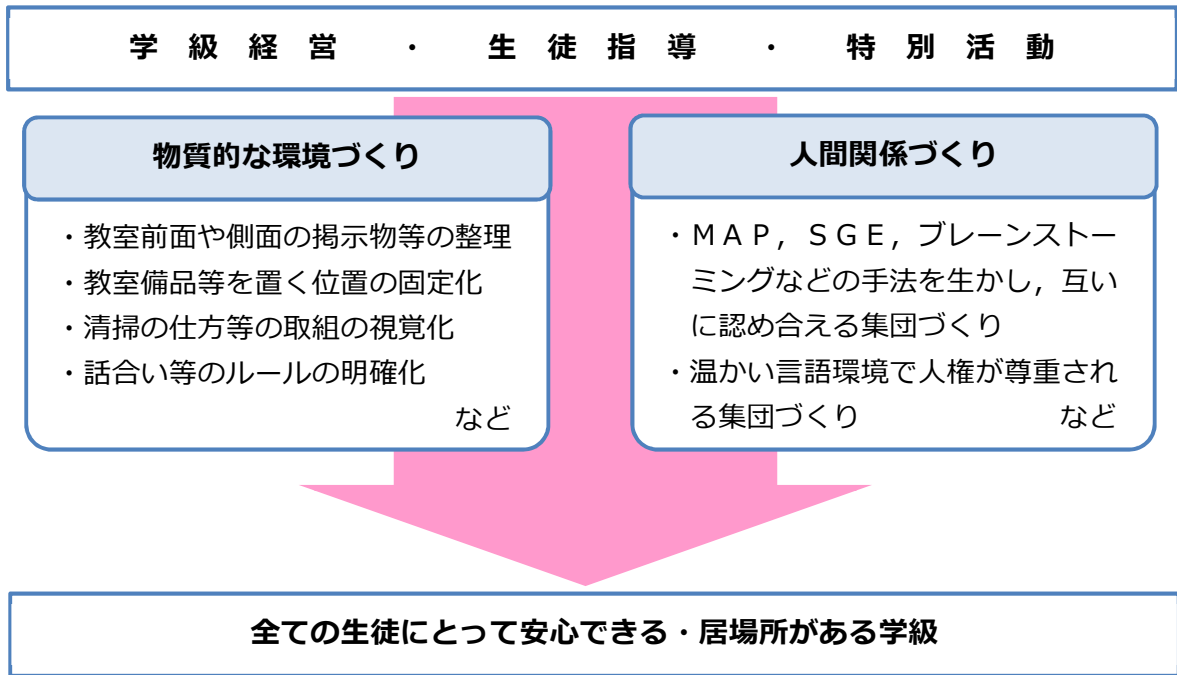 学級経営・生徒指導・特別活動
物質的な環境づくり
・教室前面や側面の掲示物等の整理
・教室備品等を置く位置の固定化
・清掃の仕方等の取組の視覚化
・話合い等のルールの明確化
など
人間関係づくり
・ＭＡＰ，ＳＧＥ，ブレーンストー
ミングなどの手法を生かし，互い
に認め合える集団づくり
・温かい言語環境で人権が尊重され
る集団づくり　など
全ての生徒にとって安心できる・居場所がある学級